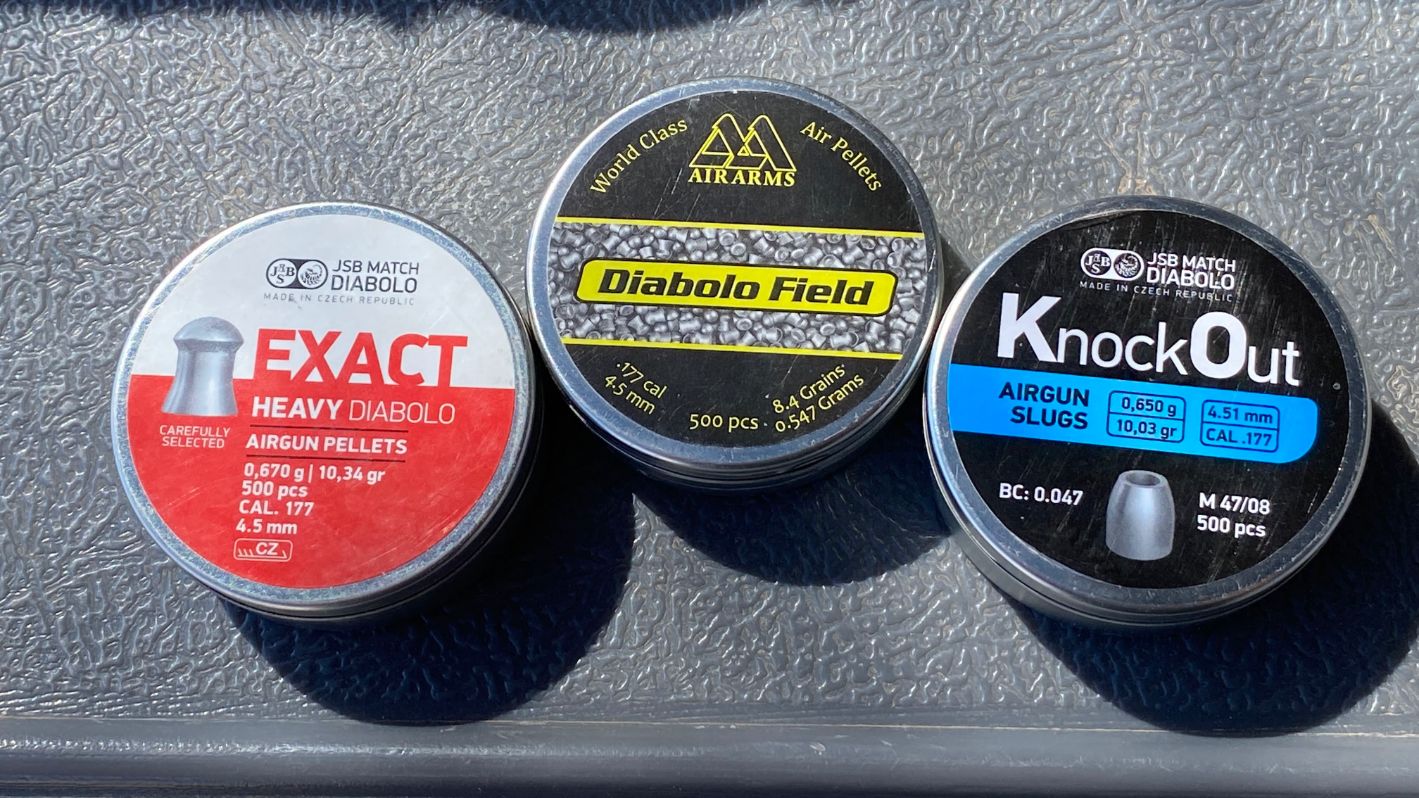 JSB
JSB MATCH
DIABOLO
MADE IN CZECH REPUBLIC
EXACT
HEAVY DIABOLO
CAREFULLY
SELECTED
AIRGUN PELLETS
0,670 g | 10,34 gr
500 pcs
CAL. 177
4.5 mm
CZ
World Class
Air Pellets
AIR ARMS
Diabolo Field
.177 cal
4.5 mm
500 pcs
8.4 Grains
0.547 Grams
JSB
JSB MATCH
DIABOLO
MADE IN CZECH REPUBLIC
KnockOut
AIRGUN
SLUGS
0,650 g
10,03 gr
4.51 mm
CAL .177
BC: 0.047
M 47/08
500 pcs